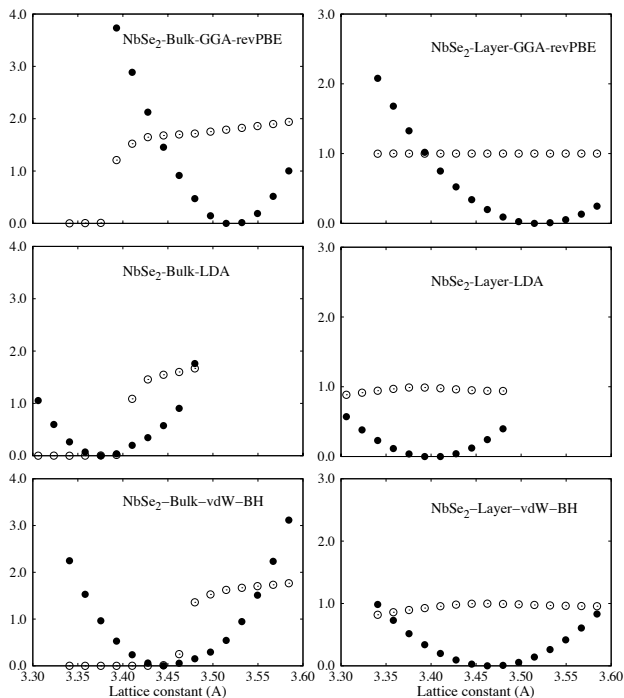 NbSe2-Bulk-GGA-revPBE
4.0
3.0
2.0
1.0
0.0
NbSe2-Layer-GGA-revPBE
3.0
2.0
1.0
0.0
NbSe2-Bulk-LDA
4.0
3.0
2.0
1.0
0.0
NbSe2-Layer-LDA
3.0
2.0
1.0
0.0
NbSe2−Bulk−vdW−BH
4.0
3.0
2.0
1.0
0.0
3.30 3.35 3.40 3.45 3.50 3.55 3.60
Lattice constant (A)
NbSe2−Layer−vdW−BH
3.0
2.0
1.0
0.0
3.30 3.35 3.40 3.45 3.50 3.55 3.60
Lattice constant (A)